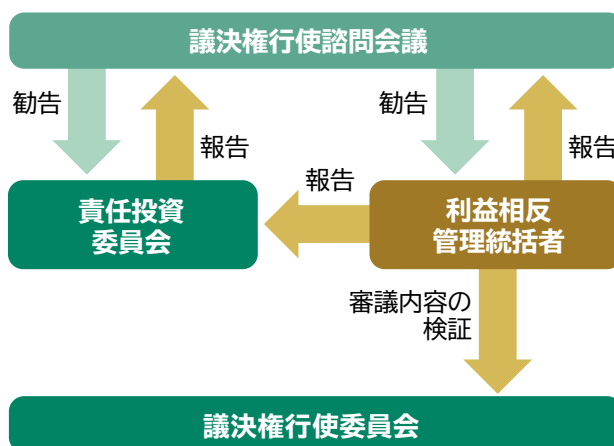 議決権行使諮問会議
勧告
報告
勧告
報告
責任投資
委員会
報告
利益相反
管理統括者
審議内容の
検証
議決権行使委員会